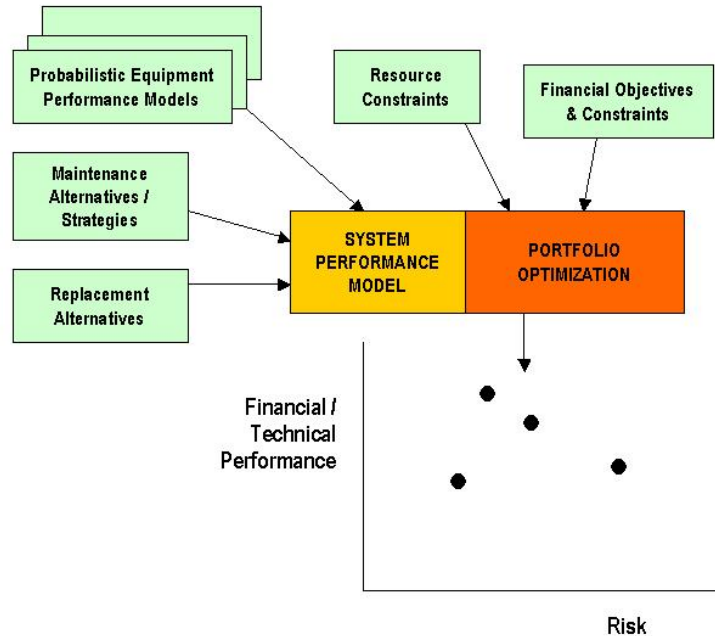 Probabilistic Equipment
Performance Models
Resource
Constraints
Financial Objectives
& Constraints
Maintenance
Alternatives /
Strategies
SYSTEM
PERFORMANCE
MODEL
PORTFOLIO
OPTIMIZATION
Replacement
Alternatives
Financial /
Technical
Performance
Risk